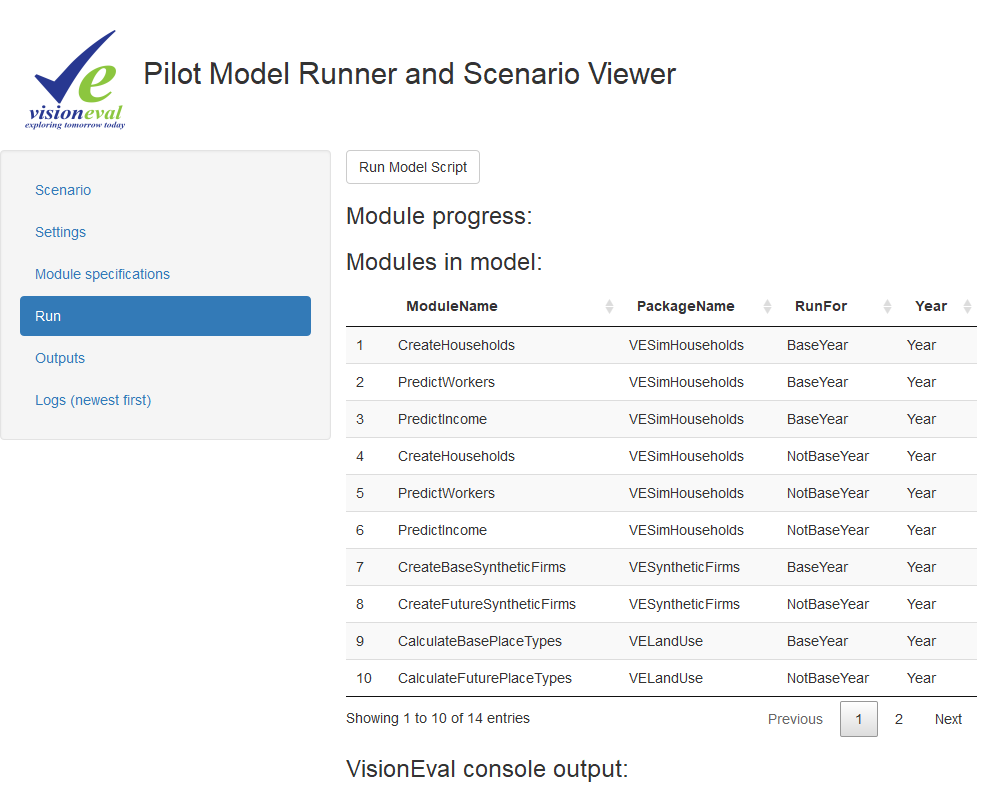 e
visioneval
exploring tomorrow today
Pilot Model Runner and Scenario Viewer
Scenario
Settings
Module specifications
Run
Outputs
Logs (newest first)
Run Model Script
Module progress:
Modules in model:
ModuleName PackageName RunFor Year
1 CreateHouseholds VESimHouseholds BaseYear Year
2 PredictWorkers VESimHouseholds BaseYear Year
3 PredictIncome VESimHouseholds BaseYear Year
4 CreateHouseholds VESimHouseholds NotBaseYear Year
5 PredictWorkers VESimHouseholds NotBaseYear Year
6 PredictIncome VESimHouseholds NotBaseYear Year
7 CreateBaseSyntheticFirms VESyntheticFirms BaseYear Year
8 CreateFutureSyntheticFirms VESyntheticFirms NotBaseYear Year
9 CalculateBasePlaceTypes VELandUse BaseYear Year
10 CalculateFuturePlaceTypes VELandUse NotBaseYear Year
Showing 1 to 10 of 14 entries Previous 1 2 Next
VisionEval console output: